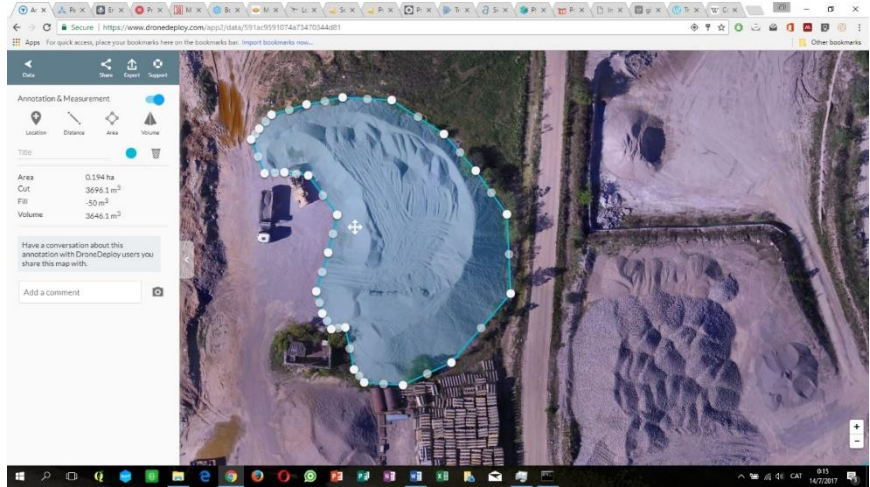 Secure | https://www.dronedeploy.com/app2/data/591ac9591074a73470344d81
Apps For quick access, place your bookmarks here on the bookmarks bar. Import bookmarks now...
Other bookmarks
Data Share Export Support
Annotation & Measurement
Location Distance Area Volume
Title
Area 0.194 ha
Cut 3696.1 m3
Fill -50 m3
Volume 3646.1 m3
Have a conversation about this
annotation with DroneDeploy users you
share this map with.
Add a comment
+
−
CAT
0:15
14/7/2017